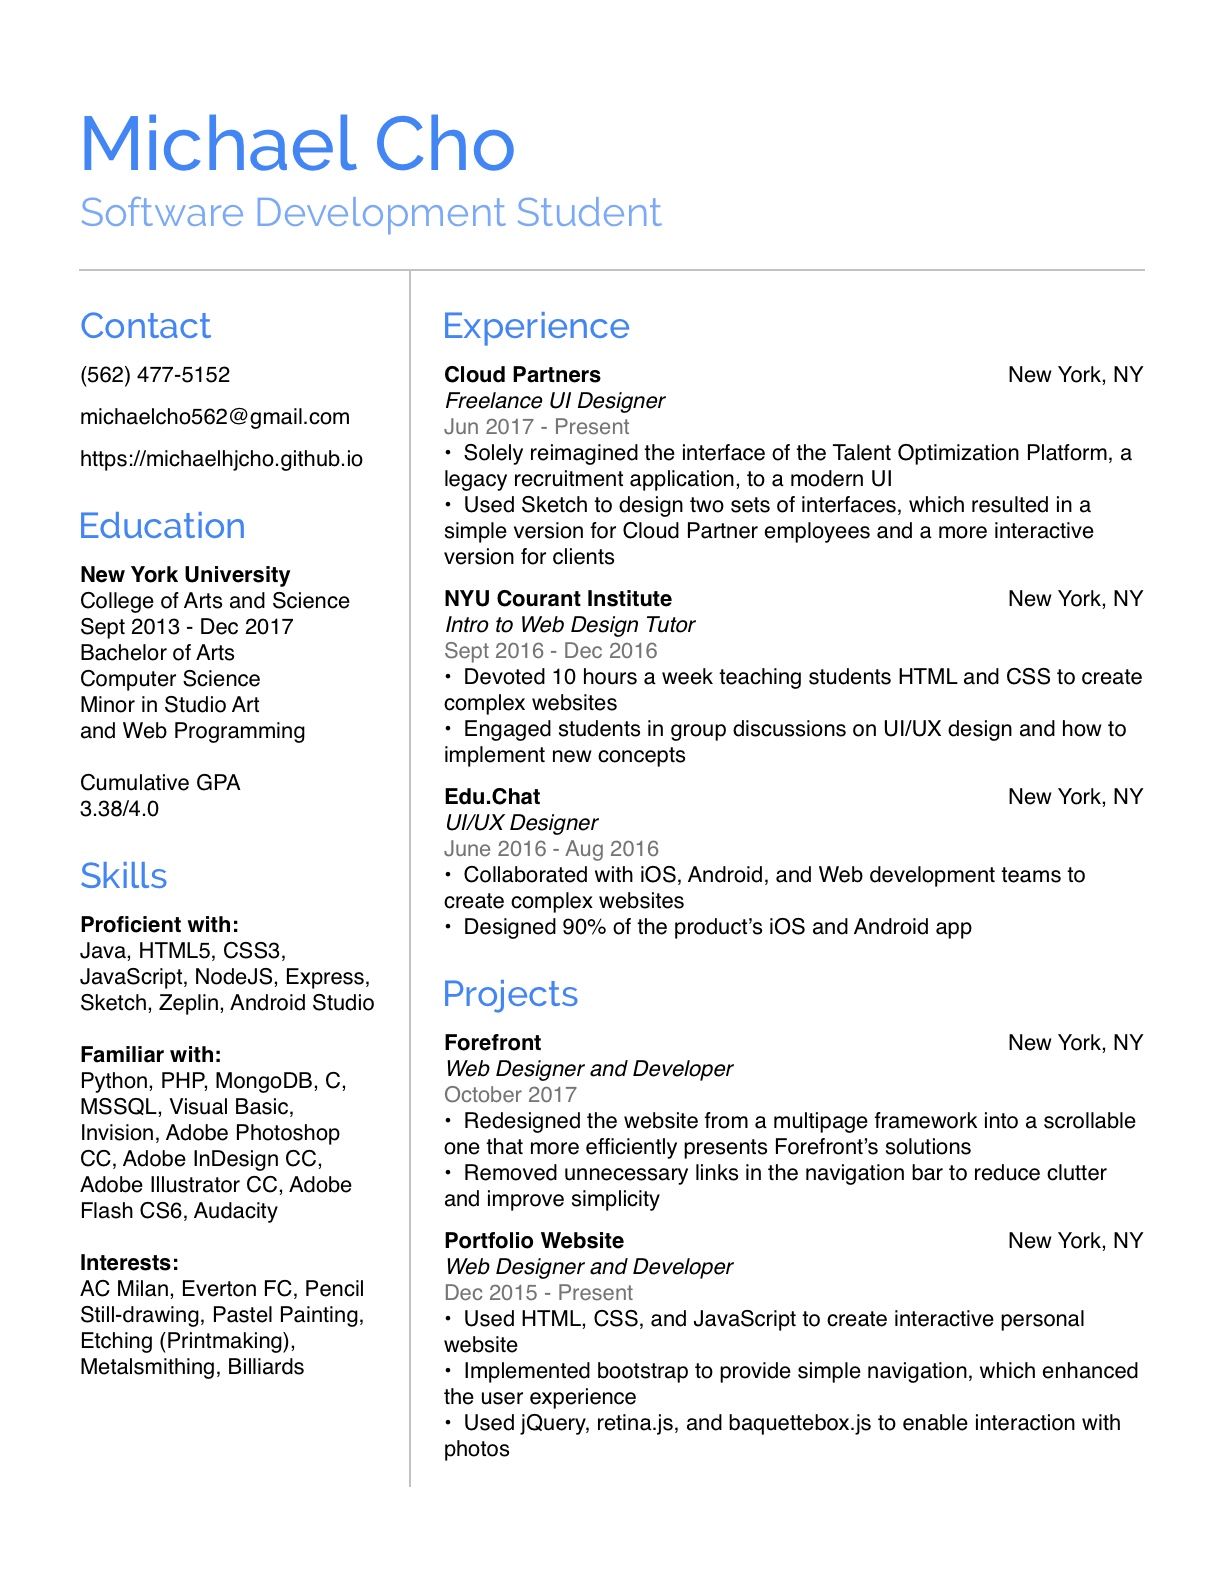 Michael Cho
Software Development Student
Contact
(562) 477-5152
michaelcho562@gmail.com
https://michaelhjcho.github.io
Education
New York University
College of Arts and Science
Sept 2013 - Dec 2017
Bachelor of Arts
Computer Science
Minor in Studio Art
and Web Programming
Cumulative GPA
3.38/4.0
Skills
Proficient with:
Java, HTML5, CSS3,
JavaScript, NodeJS, Express,
Sketch, Zeplin, Android Studio
Familiar with:
Python, PHP, MongoDB, C,
MSSQL, Visual Basic,
Invision, Adobe Photoshop
CC, Adobe InDesign CC,
Adobe Illustrator CC, Adobe
Flash CS6, Audacity
Interests:
AC Milan, Everton FC, Pencil
Still-drawing, Pastel Painting,
Etching (Printmaking),
Metalsmithing, Billiards
Experience
Cloud Partners New York, NY
Freelance UI Designer
Jun 2017 - Present
• Solely reimagined the interface of the Talent Optimization Platform, a
legacy recruitment application, to a modern UI
• Used Sketch to design two sets of interfaces, which resulted in a
simple version for Cloud Partner employees and a more interactive
version for clients
NYU Courant Institute New York, NY
Intro to Web Design Tutor
Sept 2016 - Dec 2016
• Devoted 10 hours a week teaching students HTML and CSS to create
complex websites
• Engaged students in group discussions on UI/UX design and how to
implement new concepts
Edu.Chat New York, NY
UI/UX Designer
June 2016 - Aug 2016
• Collaborated with iOS, Android, and Web development teams to
create complex websites
• Designed 90% of the product’s iOS and Android app
Projects
Forefront New York, NY
Web Designer and Developer
October 2017
• Redesigned the website from a multipage framework into a scrollable
one that more efficiently presents Forefront’s solutions
• Removed unnecessary links in the navigation bar to reduce clutter
and improve simplicity
Portfolio Website New York, NY
Web Designer and Developer
Dec 2015 - Present
• Used HTML, CSS, and JavaScript to create interactive personal
website
• Implemented bootstrap to provide simple navigation, which enhanced
the user experience
• Used jQuery, retina.js, and baquettebox.js to enable interaction with
photos